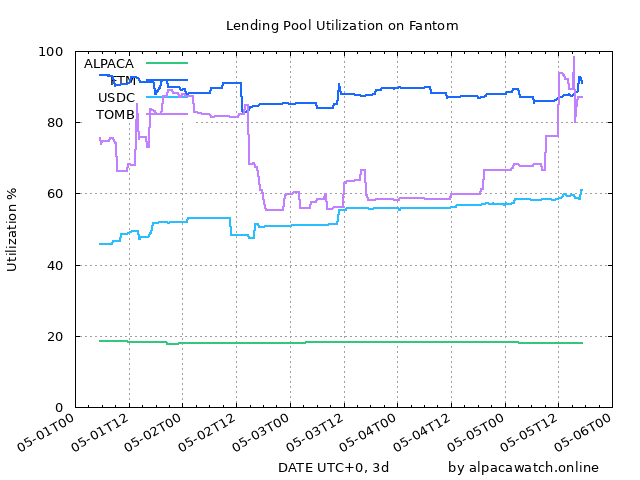 Lending Pool Utilization on Fantom
Utilization %
100
80
60
40
20
0
ALPACA
FTM
USDC
TOMB
05-01T00
05-01T12
05-02T00
05-02T12
05-03T00
05-03T12
05-04T00
05-04T12
05-05T00
05-05T12
05-06T00
DATE UTC+0, 3d
by alpacawatch.online